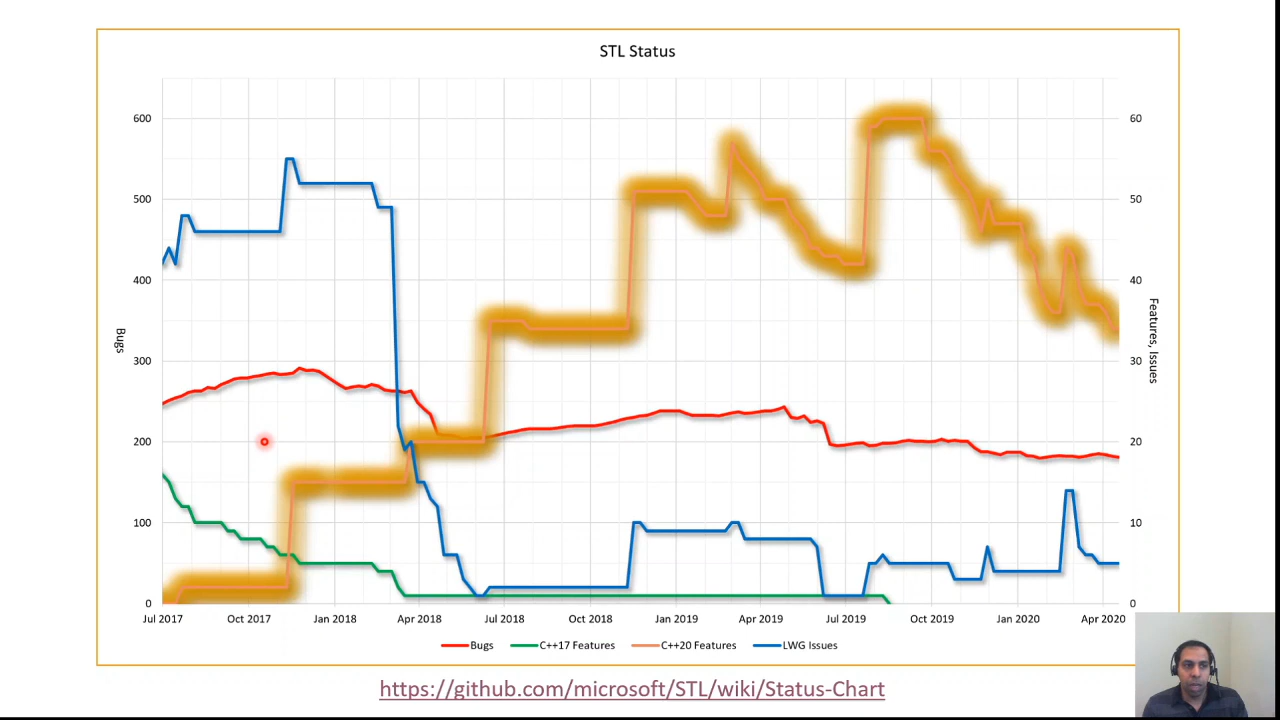 STL Status
600
500
400
300
200
100
0
Bugs
60
50
40
30
20
10
0
Features, Issues
Jul 2017 Oct 2017 Jan 2018 Apr 2018 Jul 2018 Oct 2018 Jan 2019 Apr 2019 Jul 2019 Oct 2019 Jan 2020 Apr 2020
Bugs C++17 Features C++20 Features LWG Issues
https://github.com/microsoft/STL/wiki/Status-Chart